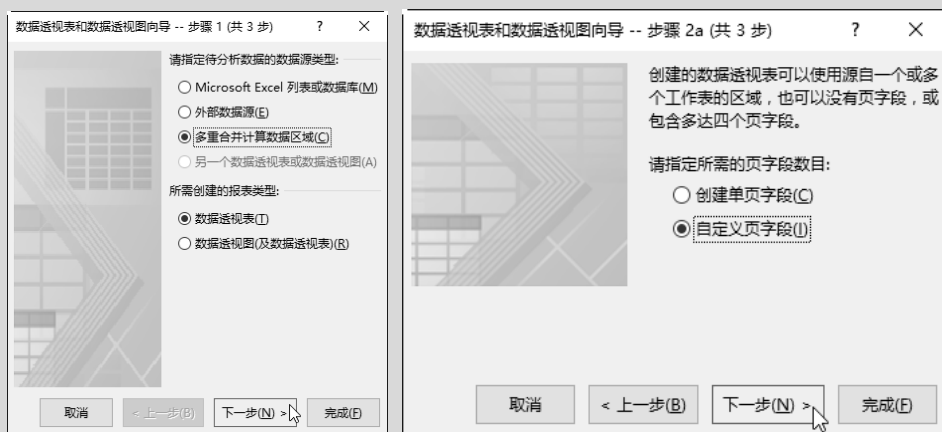 数据透视表和数据透视图向导 -- 步骤 1 (共 3 步)
?
×
请指定待分析数据的数据源类型:
Microsoft Excel 列表或数据库(M)
外部数据源(E)
多重合并计算数据区域(C)
另一个数据透视表或数据透视图(A)
所需创建的报表类型:
数据透视表(T)
数据透视图(及数据透视表)(R)
取消
< 上一步(B)
下一步(N) >
完成(F)
数据透视表和数据透视图向导 -- 步骤 2a (共 3 步)
?
×
创建的数据透视表可以使用源自一个或多
个工作表的区域，也可以没有页字段，或
包含多达四个页字段。
请指定所需的页字段数目:
创建单页字段(C)
自定义页字段(I)
取消
< 上一步(B)
下一步(N) >
完成(F)